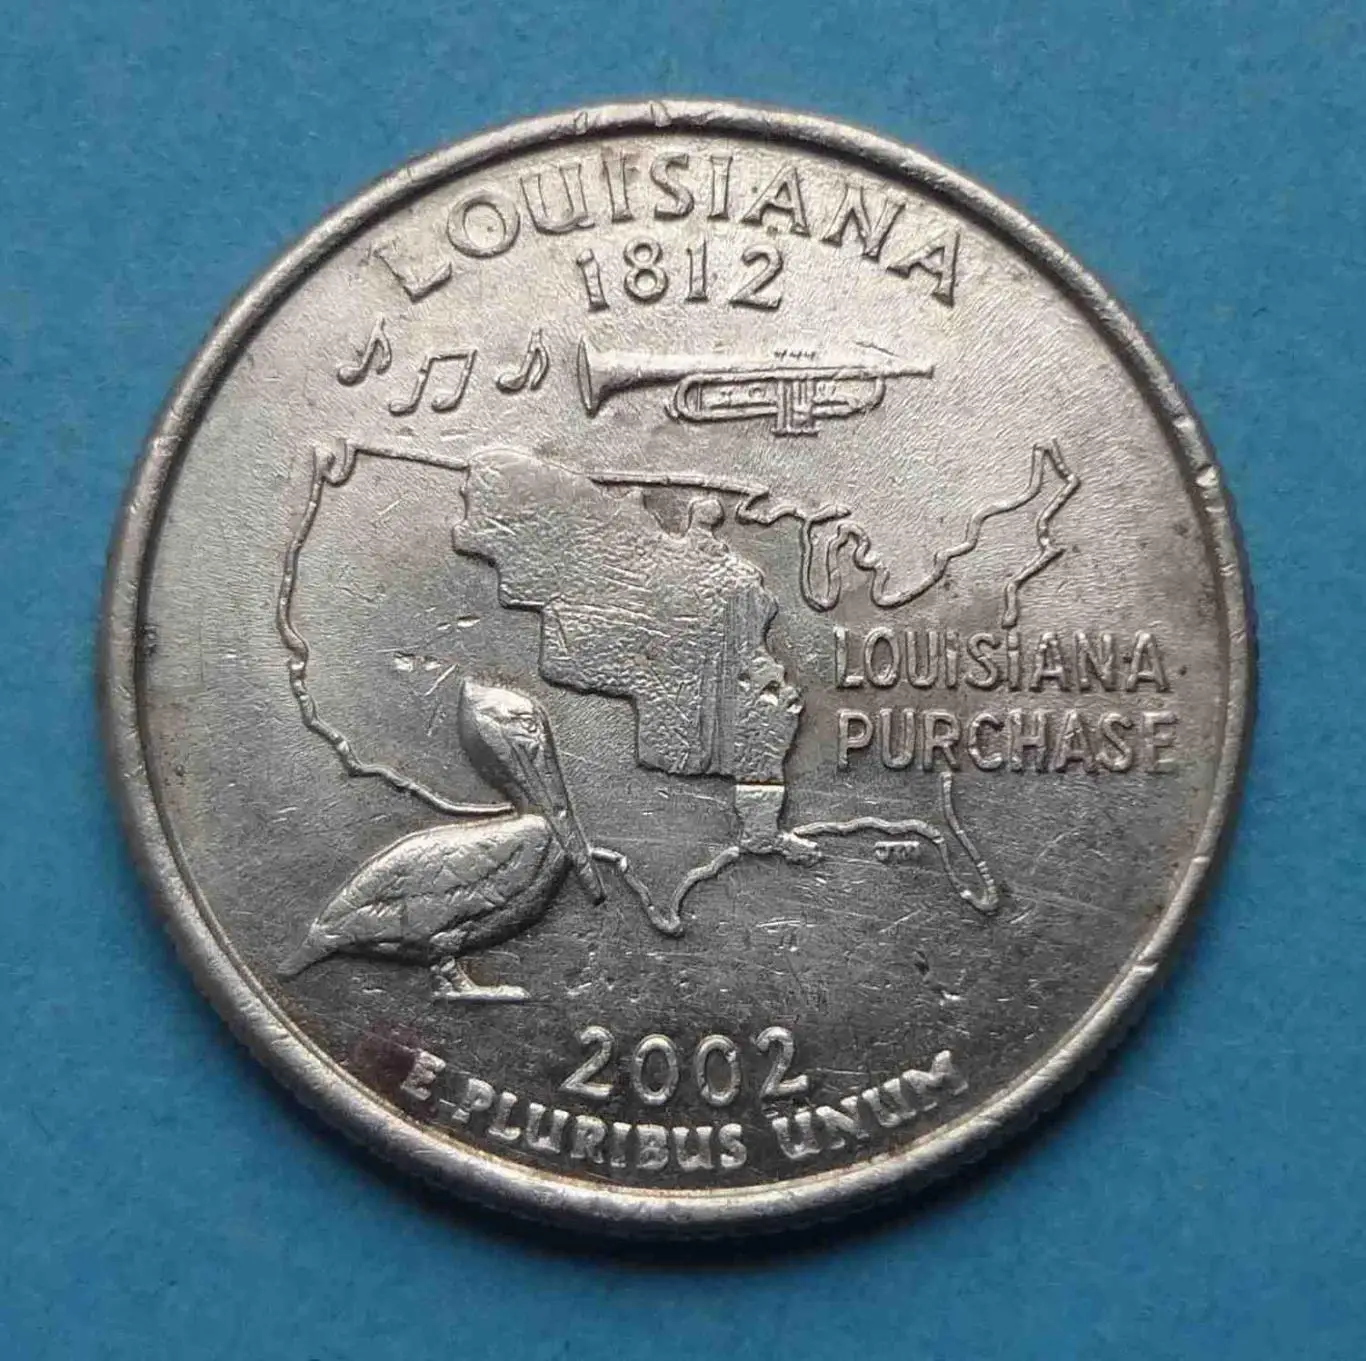 LOUISIANA
1812
LOUISIANA
PURCHASE
2002
E PLURIBUS UNUM